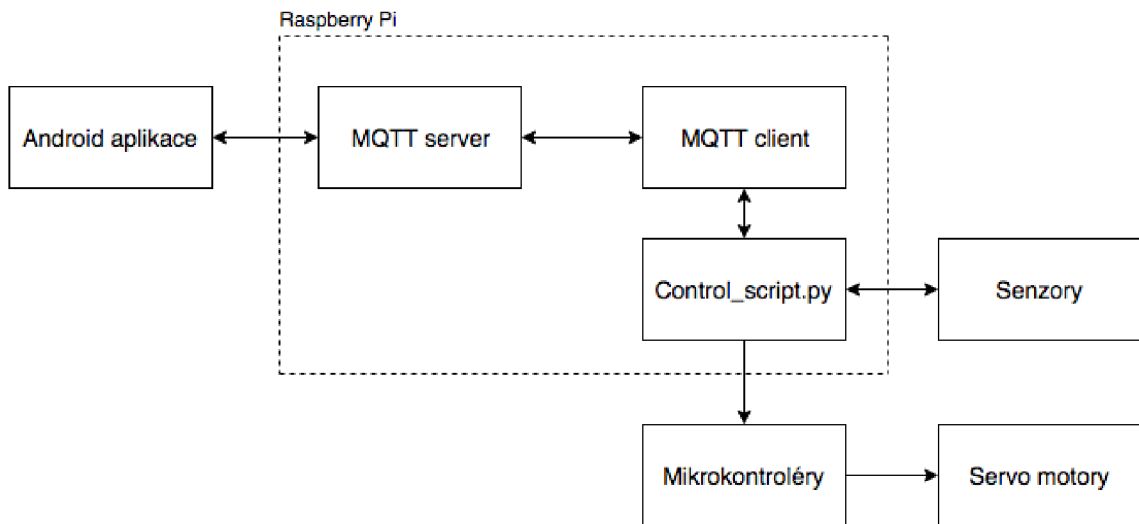 Raspberry Pi
Android aplikace
MQTT server
MQTT client
Control_script.py
Senzory
Mikrokontroléry
Servo motory